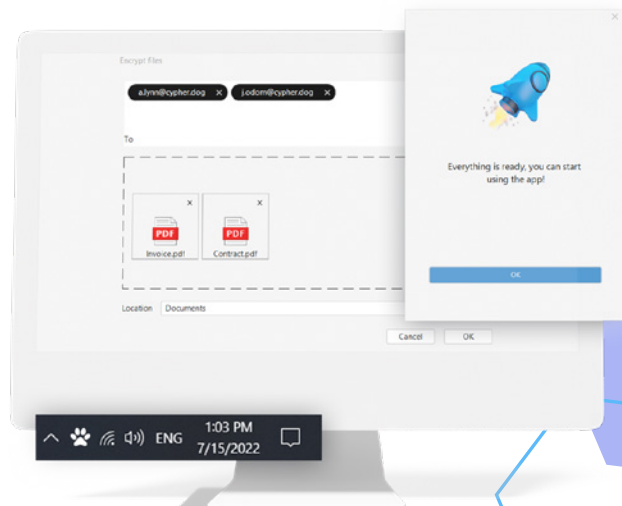 Encrypt Files
a.lynn@cypher.dog ×
j.odom@cypher.dog ×
To
PDF
Invoice.pdf
PDF
Contract.pdf
Location Documents
Cancel OK
Everything is ready, you can start
using the app!
OK
ENG
1:03 PM
7/15/2022